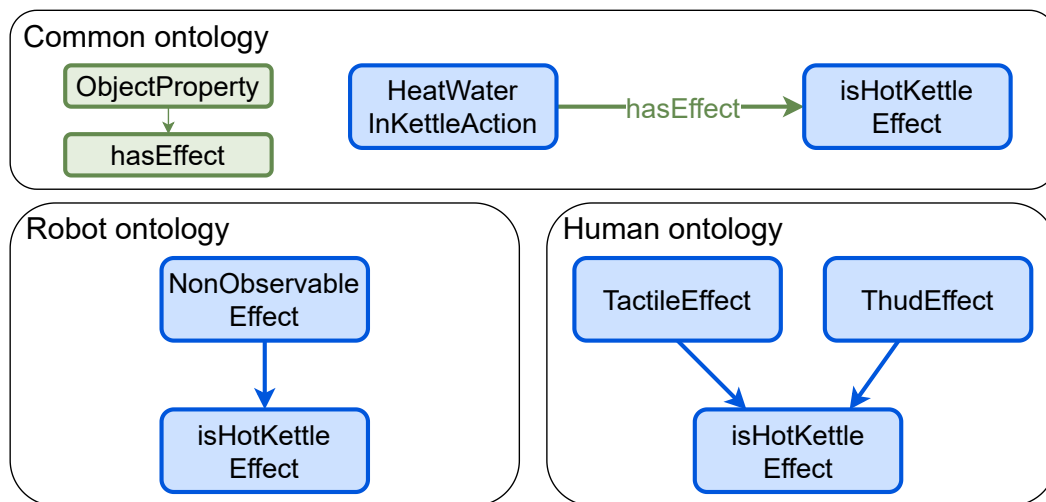 Common ontology
ObjectProperty
hasEffect
HeatWater
InKettleAction
hasEffect
isHotKettle
Effect
Robot ontology
NonObservable
Effect
isHotKettle
Effect
Human ontology
TactileEffect
ThudEffect
isHotKettle
Effect